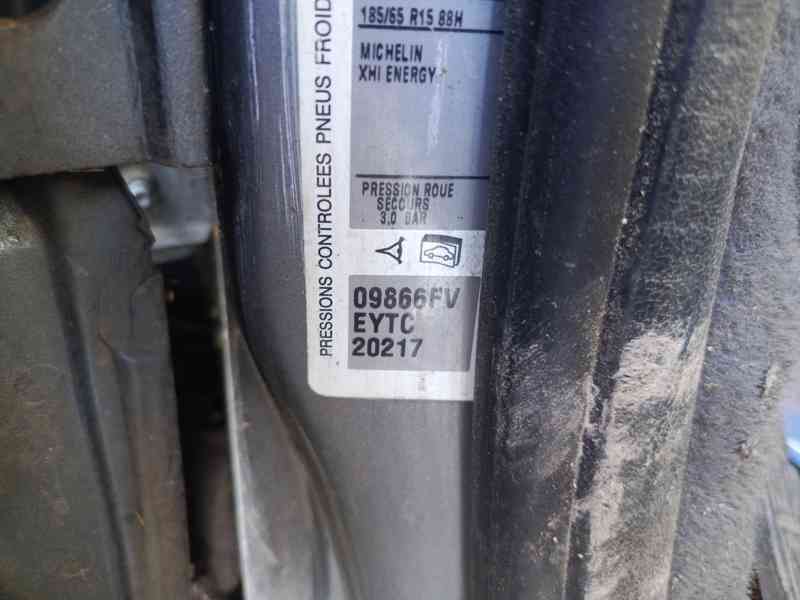 185/65 R15 88H
MICHELIN
XHI ENERGY
PRESSION ROUE
SECOURS
3.0 BAR
PRESSIONS CONTROLEES PNEUS FROID
09866FV
EYTC
20217